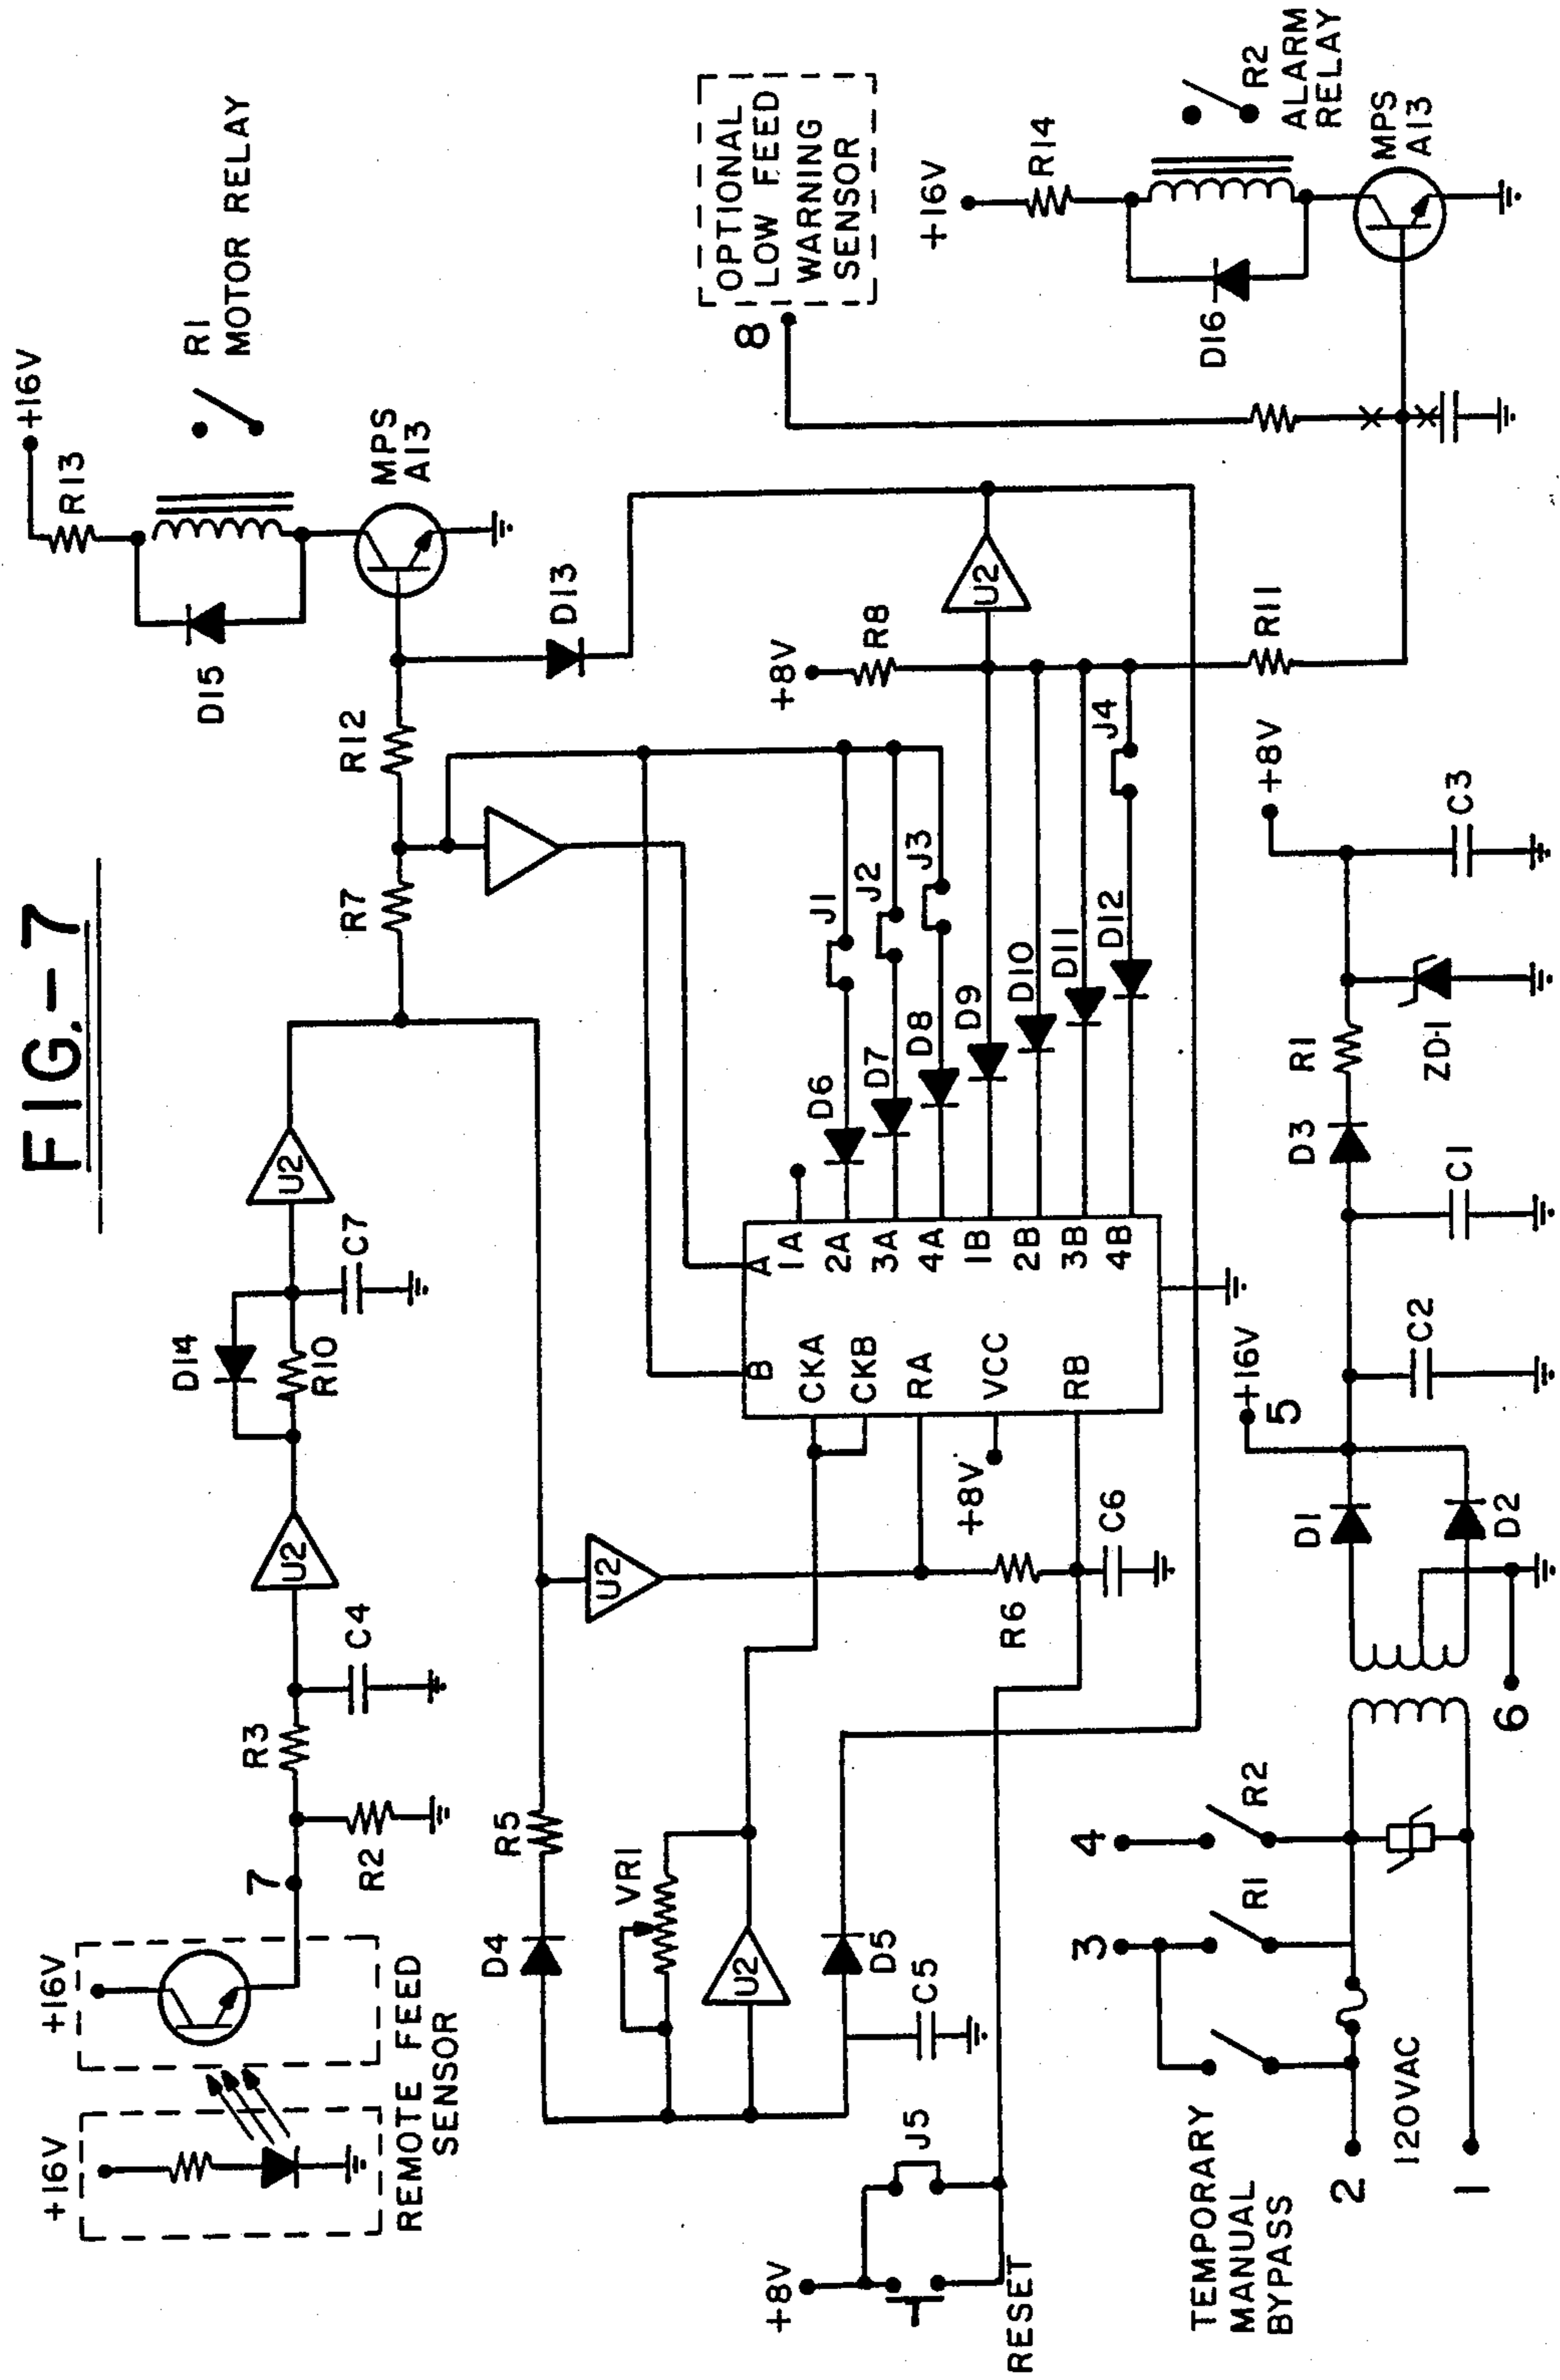 FIG.-7
+16V
+16V
REMOTE FEED
SENSOR
7
R2
R3
C4
U2
D14
R10
C7
U2
R7
R12
D15
R13
+16V
R1
MOTOR RELAY
MPS
A13
D13
D4
R5
VR1
U2
D5
C5
U2
R6
C6
+8V
J5
RESET
B
A
CKA
CKB
RA
VCC
RB
+8V
1A
2A
3A
4A
1B
2B
3B
4B
D6
D7
D8
D9
D10
D11
D12
J1
J2
J3
J4
+8V
R8
U2
R11
8
OPTIONAL
LOW FEED
WARNING
SENSOR
+16V
R14
D16
R2
ALARM
RELAY
MPS
A13
TEMPORARY
MANUAL
BYPASS
3
R1
4
R2
2
120VAC
1
6
D1
D2
+16V
5
C2
C1
D3
R1
ZD-1
+8V
C3